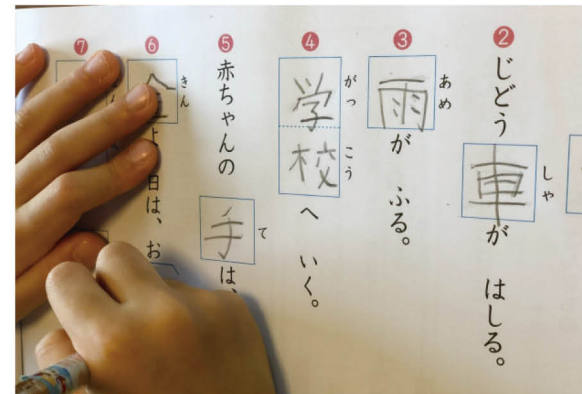 ❷ じどう車が はしる。
しゃ
❸ 雨が ふる。
あめ
❹ 学校へ いく。
がっ こう
❺ 赤ちゃんの 手は、
て
❻ 金よ日は、お
きん
❼